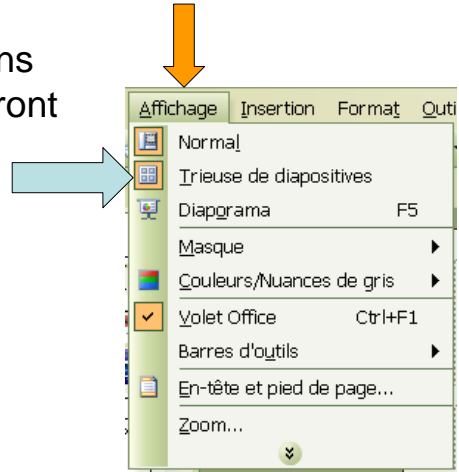 ns
ront
Affichage Insertion Format Outi
Normal
Trieuse de diapositives
Diaporama F5
Masque
Couleurs/Nuances de gris
Volet Office Ctrl+F1
Barres d'outils
En-tête et pied de page...
Zoom...